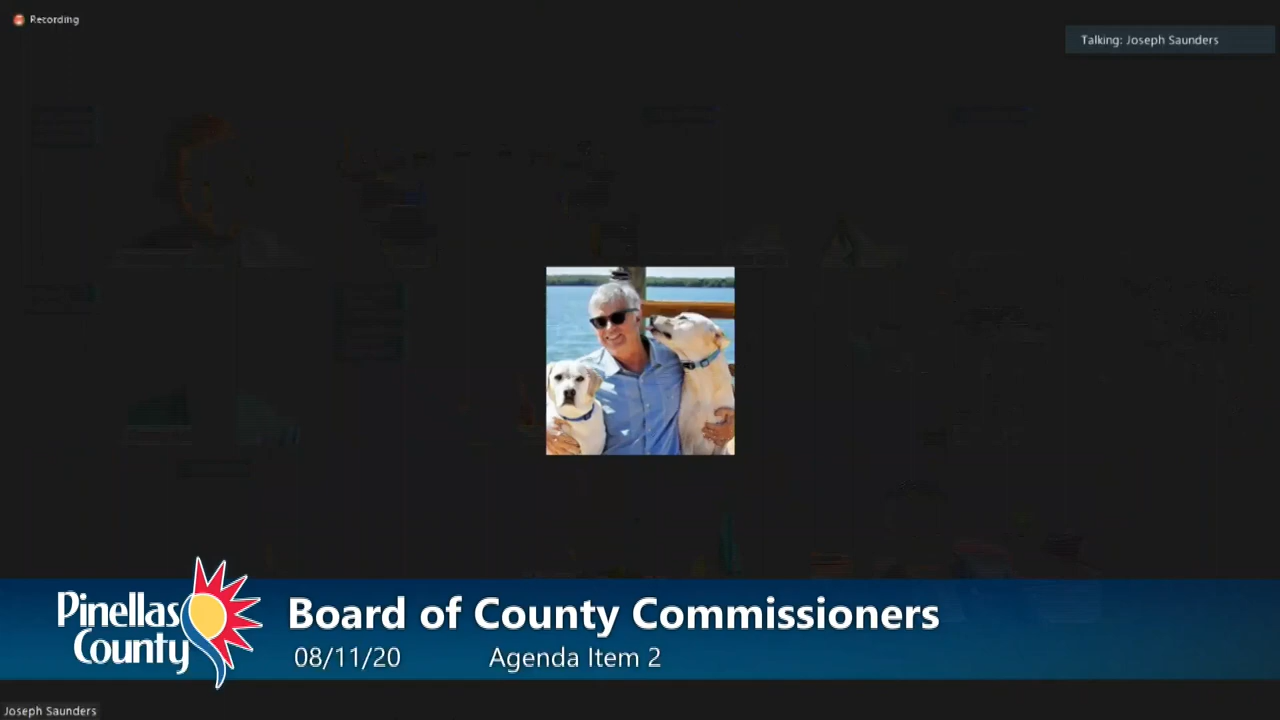 Recording
Talking: Joseph Saunders
Pinellas
County
Board of County Commissioners
08/11/20 Agenda Item 2
Joseph Saunders